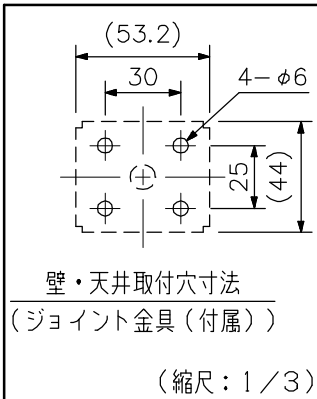 (53.2)
30
4-φ6
25
(44)
壁・天井取付穴寸法
(ジョイント金具(付属))
(縮尺:1/3)